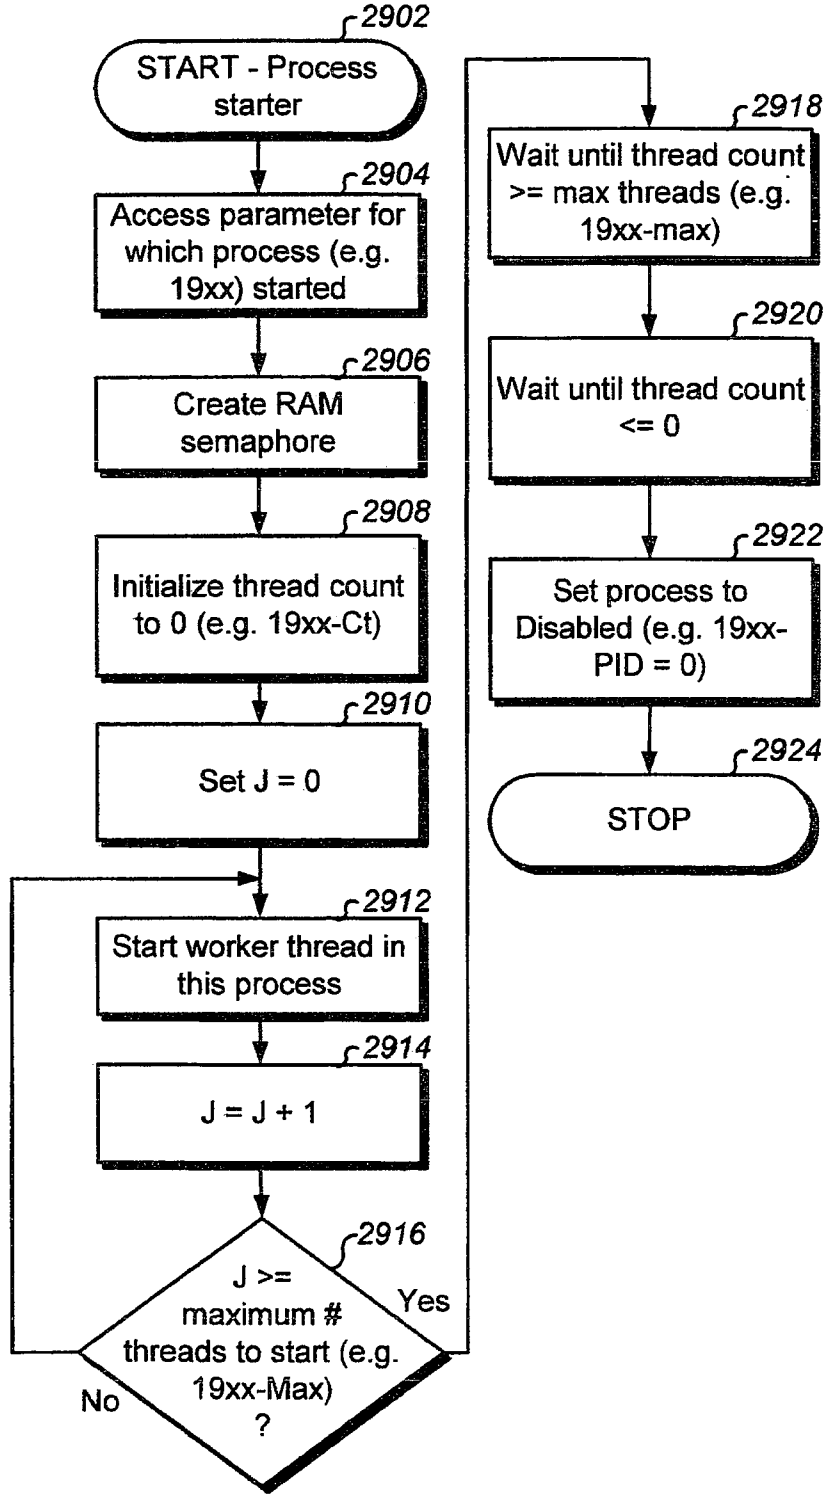 2902
START - Process
starter
2904
Access parameter for
which process (e.g.
19xx) started
2906
Create RAM
semaphore
2908
Initialize thread count
to 0 (e.g. 19xx-Ct)
2910
Set J = 0
2912
Start worker thread in
this process
2914
J = J + 1
2916
J >=
maximum #
threads to start (e.g.
19xx-Max)
?
Yes
No
2918
Wait until thread count
>= max threads (e.g.
19xx-max)
2920
Wait until thread count
<= 0
2922
Set process to
Disabled (e.g. 19xx-
PID = 0)
2924
STOP